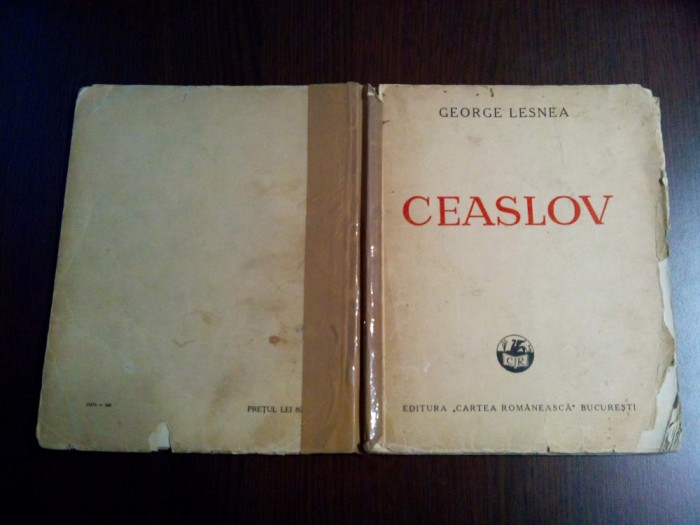 GEORGE LESNEA
CEASLOV
CJR
EDITURA „CARTEA ROMÂNEASCĂ" BUCUREȘTI
PREȚUL LEI